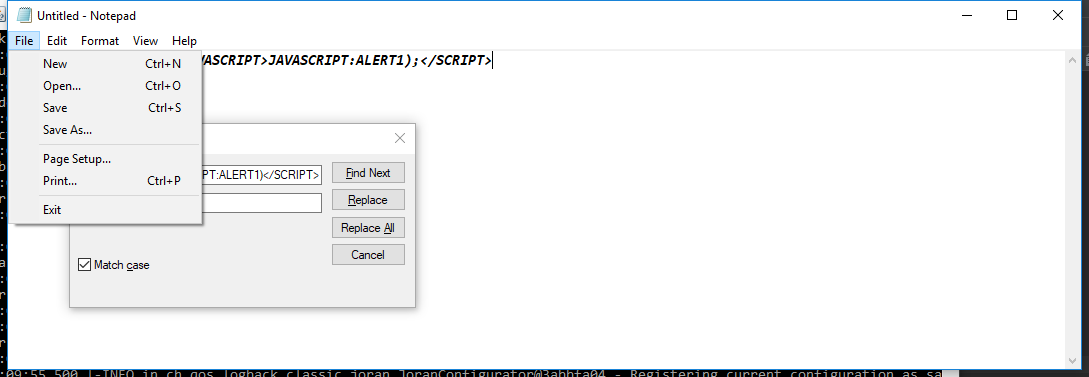 Untitled - Notepad
File Edit Format View Help
VASCRIPT>JAVASCRIPT:ALERT1);</SCRIPT>
New Ctrl+N
Open... Ctrl+O
Save Ctrl+S
Save As...
Page Setup...
Print... Ctrl+P
Exit
PT:ALERT1)</SCRIPT>
Find Next
Replace
Replace All
Cancel
Match case
:09:55,500 |-INFO in ch.qos.logback.classic.joran.JoranConfigurator@3abbfa04 - Registering current configuration as sa